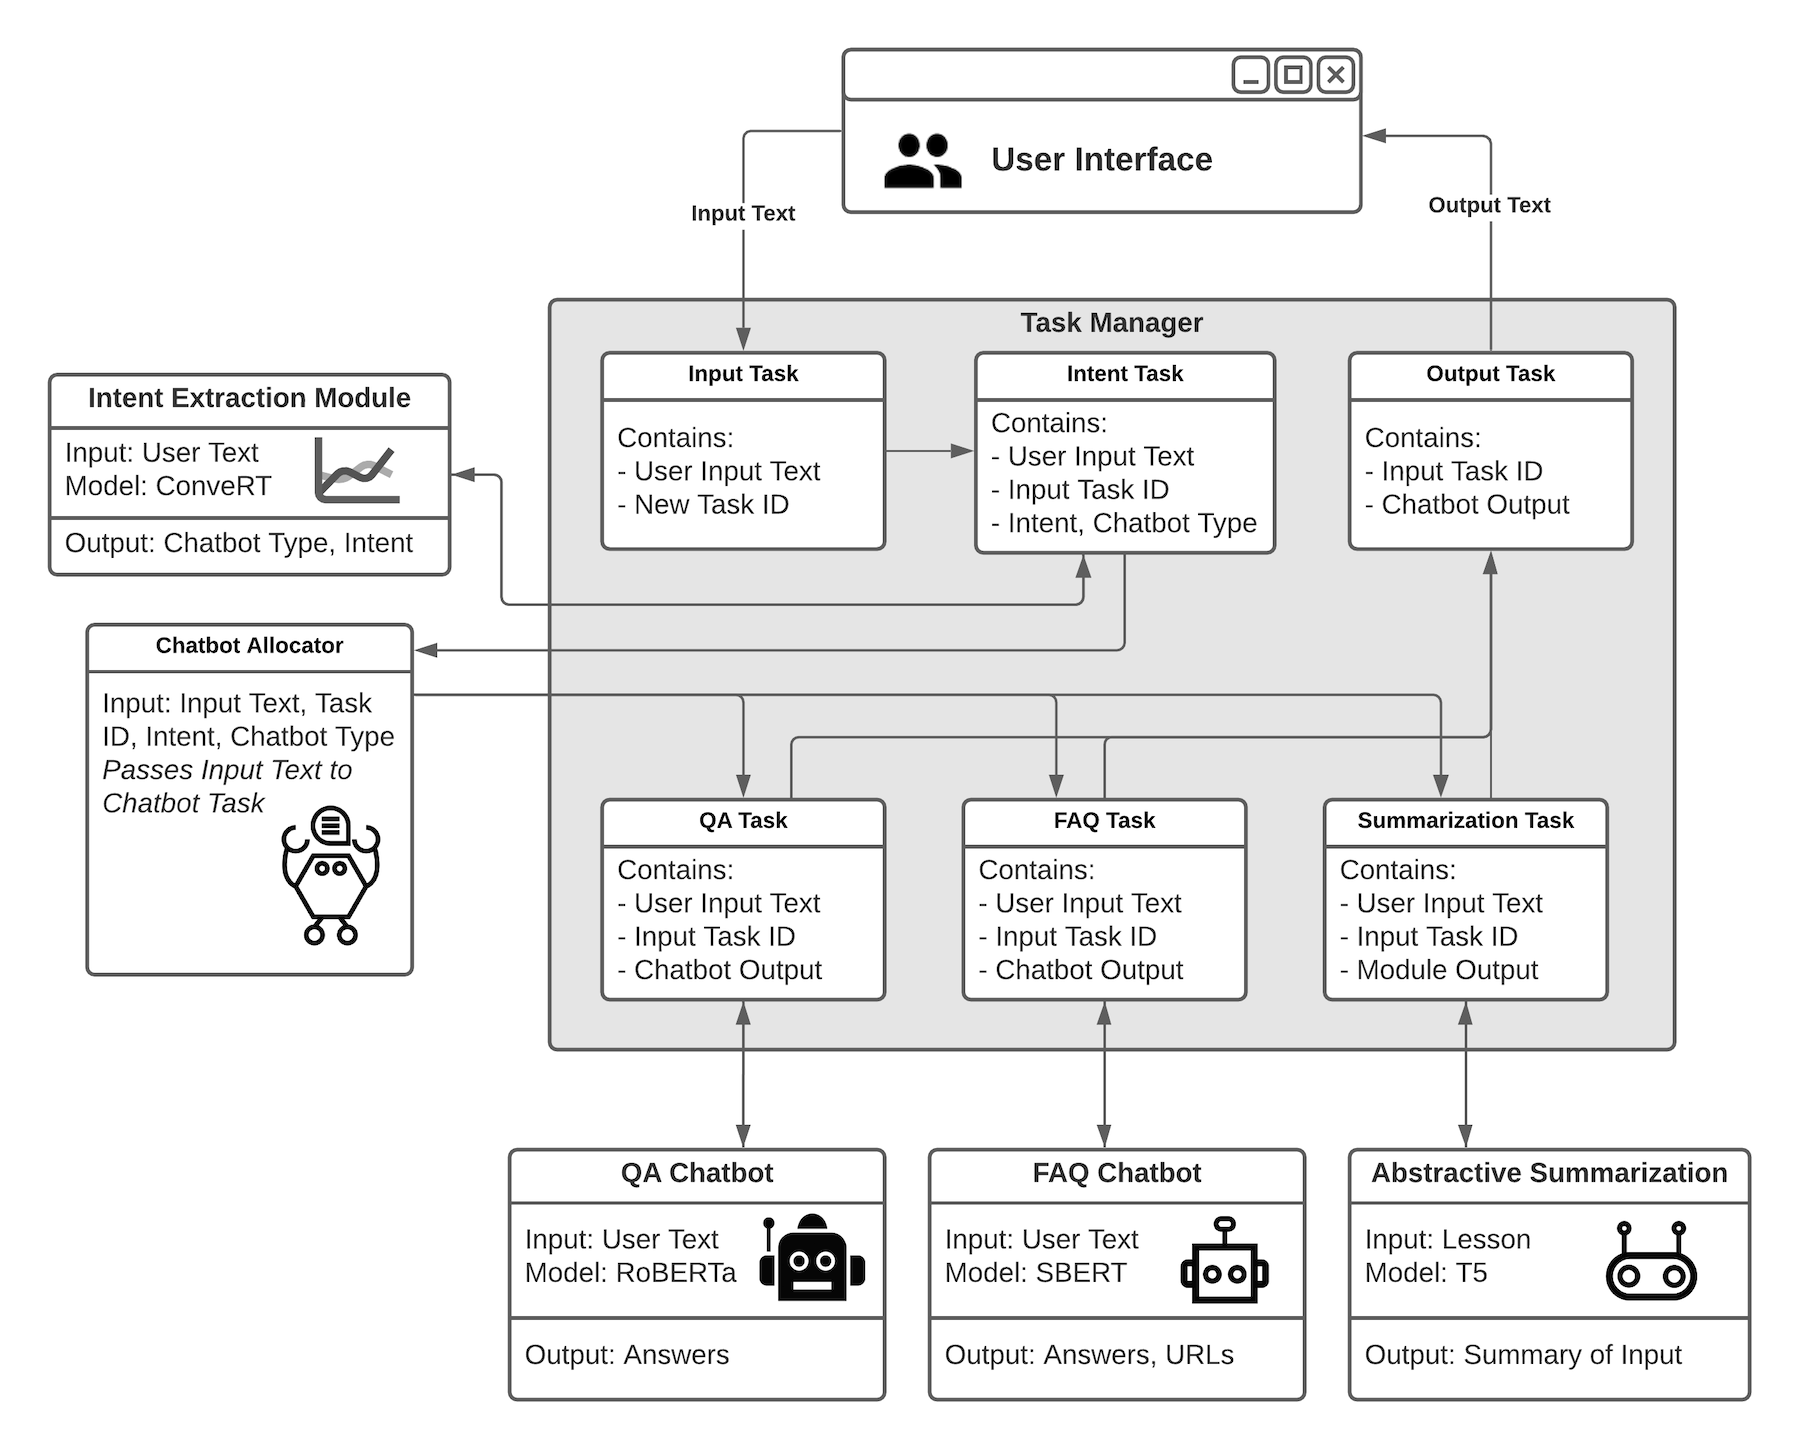 User Interface
Input Text
Output Text
Task Manager
Input Task
Contains:
- User Input Text
- New Task ID
Intent Task
Contains:
- User Input Text
- Input Task ID
- Intent, Chatbot Type
Output Task
Contains:
- Input Task ID
- Chatbot Output
Intent Extraction Module
Input: User Text
Model: ConveRT
Output: Chatbot Type, Intent
Chatbot Allocator
Input: Input Text, Task
ID, Intent, Chatbot Type
Passes Input Text to
Chatbot Task
QA Task
Contains:
- User Input Text
- Input Task ID
- Chatbot Output
FAQ Task
Contains:
- User Input Text
- Input Task ID
- Chatbot Output
Summarization Task
Contains:
- User Input Text
- Input Task ID
- Module Output
QA Chatbot
Input: User Text
Model: RoBERTa
Output: Answers
FAQ Chatbot
Input: User Text
Model: SBERT
Output: Answers, URLs
Abstractive Summarization
Input: Lesson
Model: T5
Output: Summary of Input